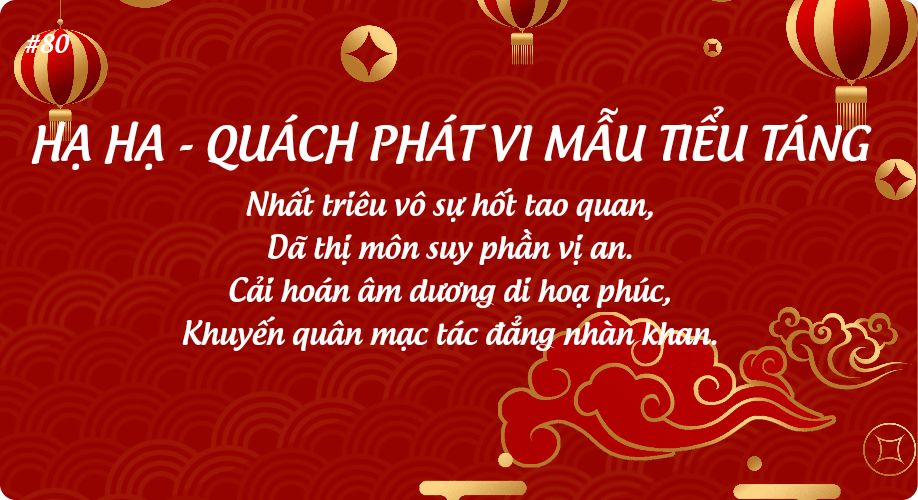 #80
HẠ HẠ - QUÁCH PHÁT VI MẪU TIỂU TÁNG
Nhất triêu vô sự hốt tao quan,
Dã thị môn suy phần vị an.
Cải hoán âm dương di hoạ phúc,
Khuyến quân mạc tác đẳng nhàn khan.